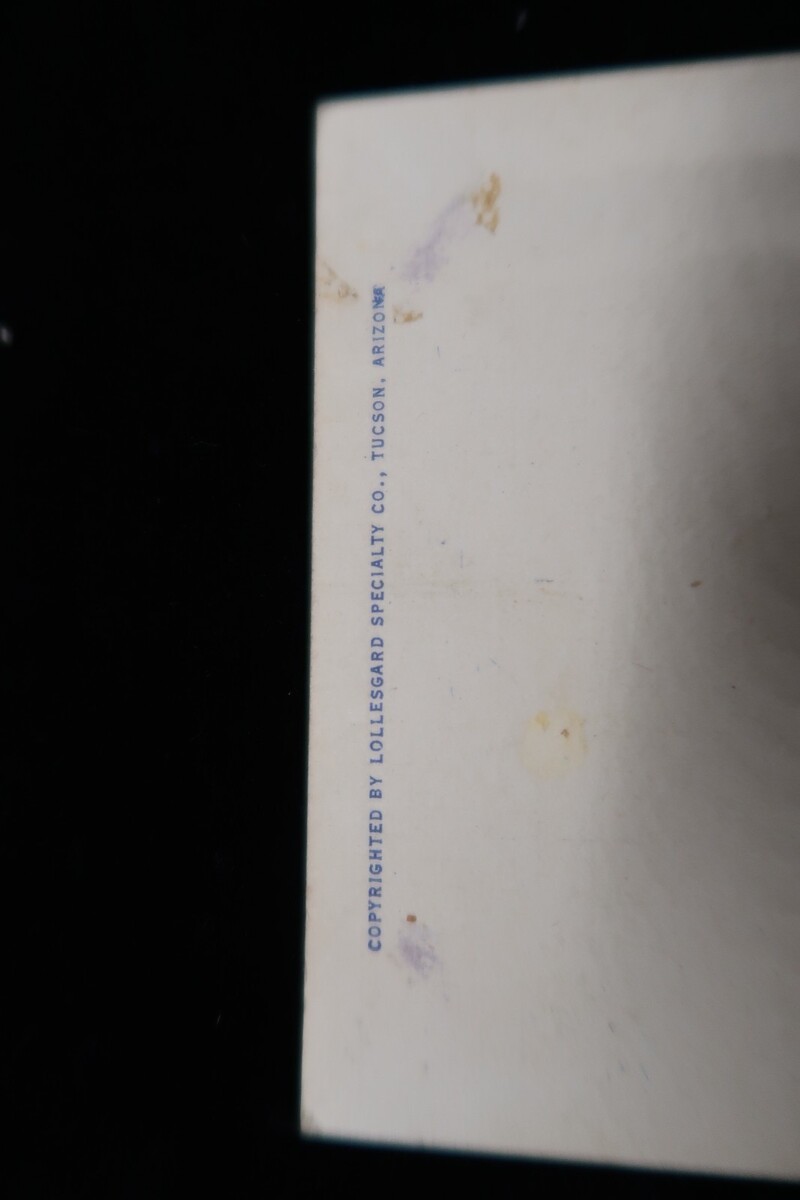 COPYRIGHTED BY LOLLESGARD SPECIALTY CO., TUCSON, ARIZONA